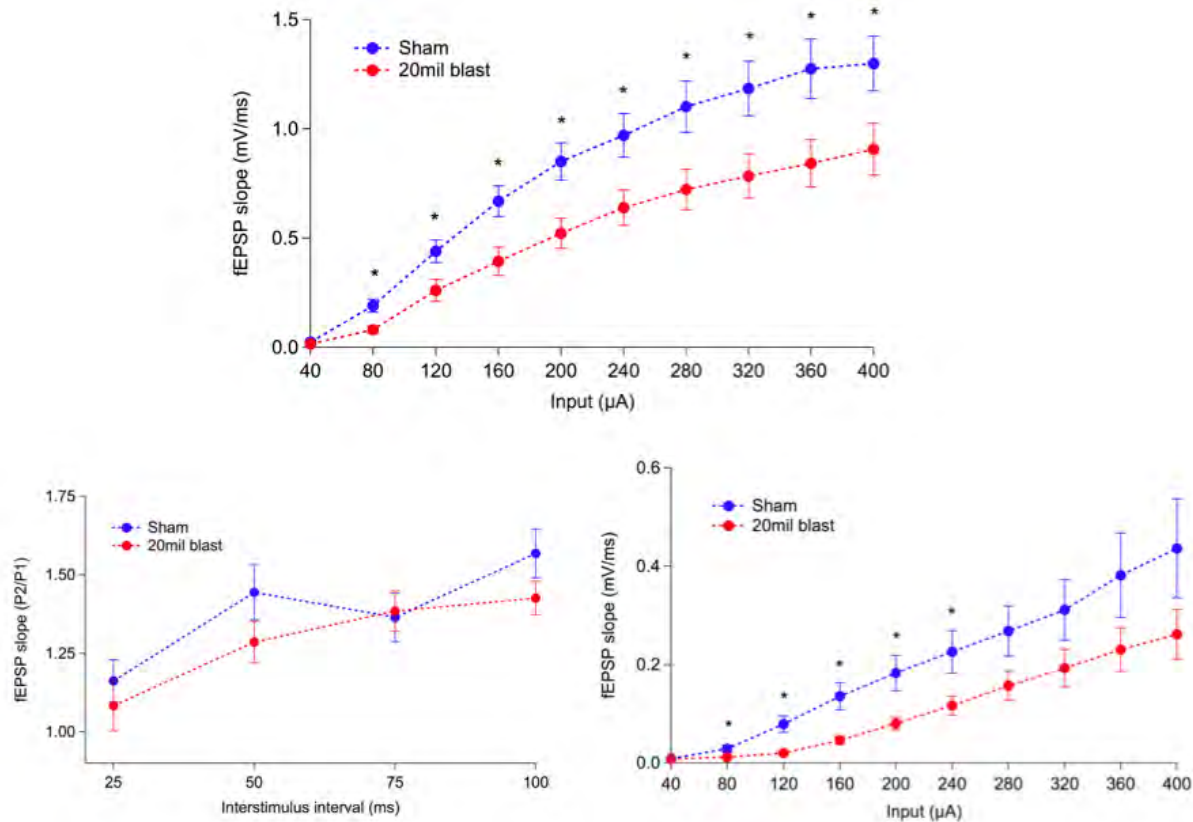 1.5
1.0
0.5
0.0
fEPSP slope (mV/ms)
Sham
20mil blast
* * * * * * * * *
40 80 120 160 200 240 280 320 360 400
Input (µA)
1.75
1.50
1.25
1.00
fEPSP slope (P2/P1)
Sham
20mil blast
25 50 75 100
Interstimulus interval (ms)
0.6
0.4
0.2
0.0
fEPSP slope (mV/ms)
Sham
20mil blast
* * * * *
40 80 120 160 200 240 280 320 360 400
Input (µA)